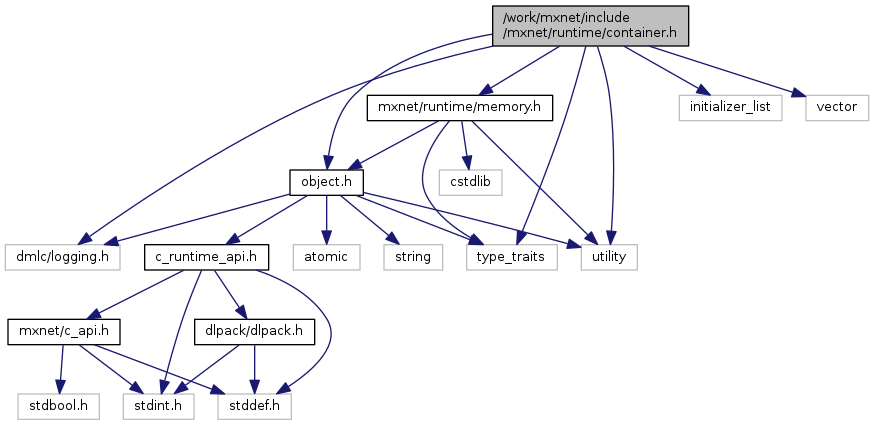 /work/mxnet/include
/mxnet/runtime/container.h
mxnet/runtime/memory.h
initializer_list
vector
object.h
cstdlib
dmlc/logging.h
c_runtime_api.h
atomic
string
type_traits
utility
mxnet/c_api.h
dlpack/dlpack.h
stdbool.h
stdint.h
stddef.h